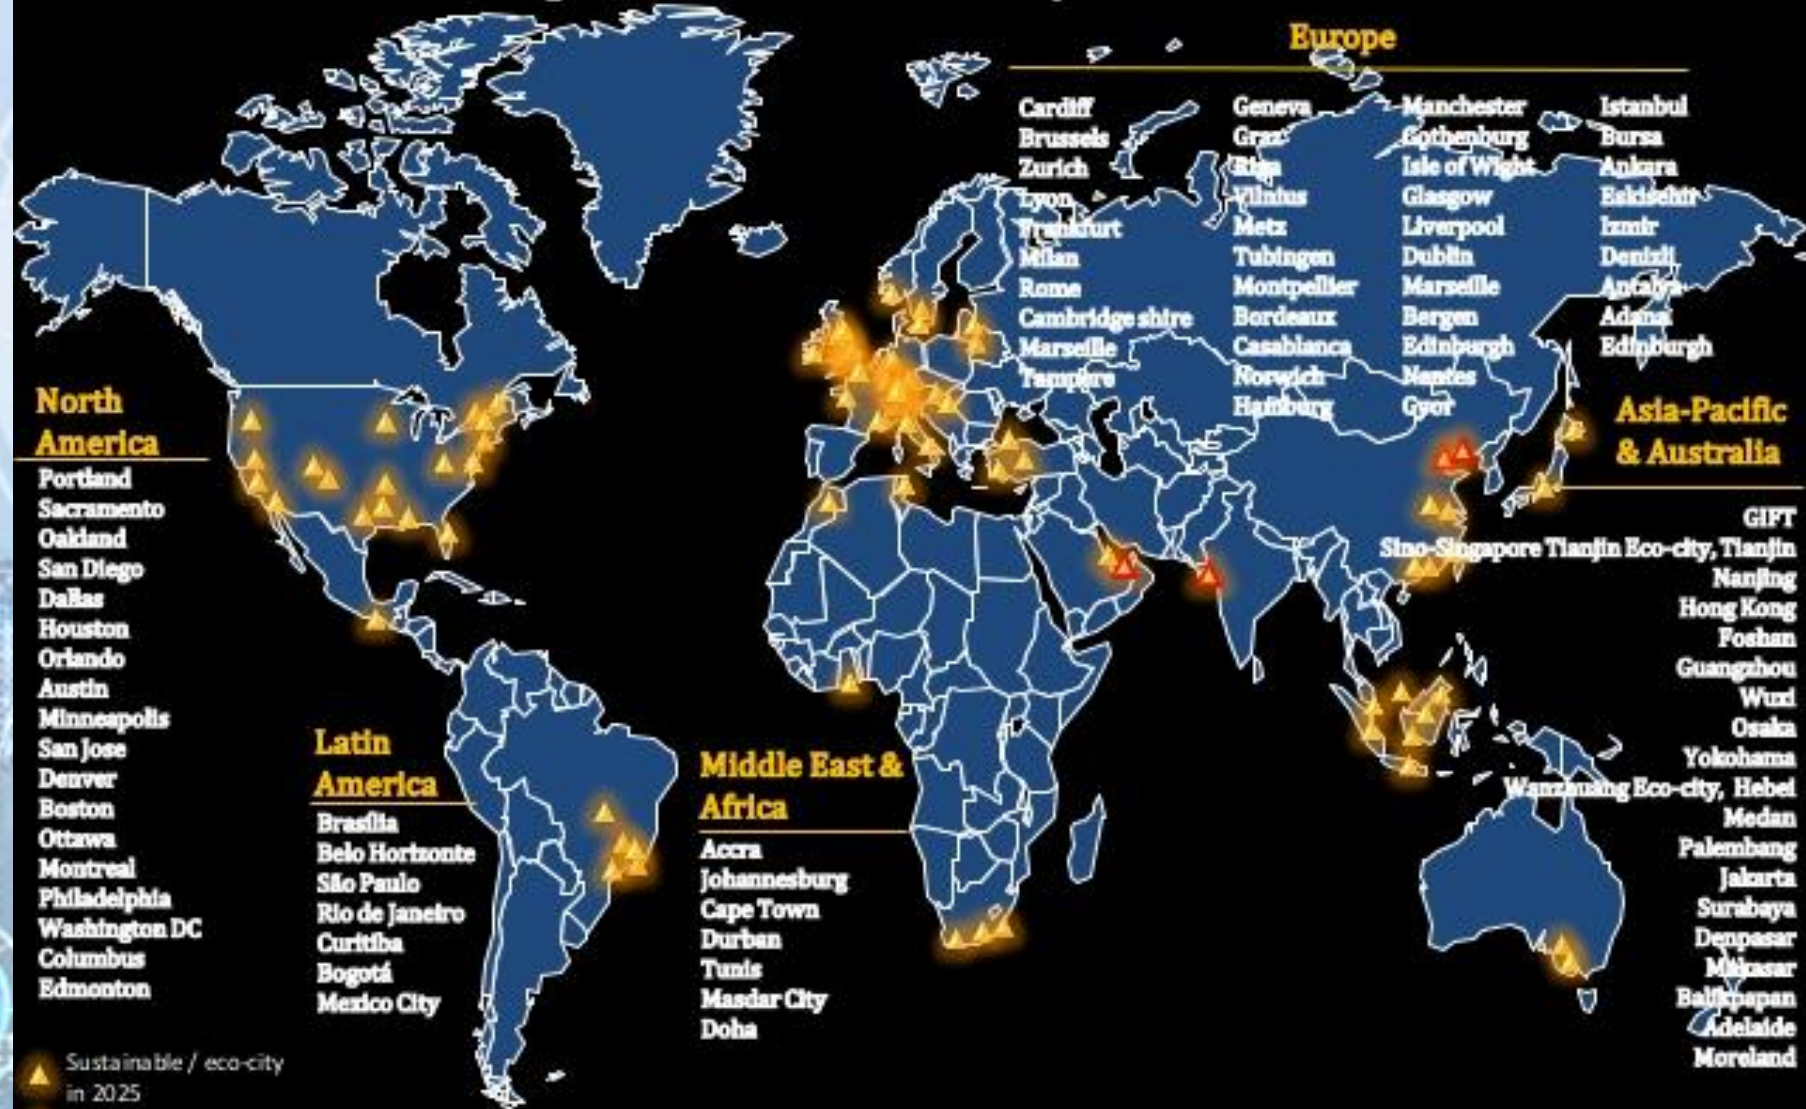 Europe
Cardiff
Brussels
Zurich
Lyon
Frankfurt
Milan
Rome
Cambridge shire
Marseille
Tampere
Geneva
Graz
Riga
Vilnius
Metz
Tubingen
Montpellier
Bordeaux
Casablanca
Norwich
Hamburg
Manchester
Gothenburg
Isle of Wight
Glasgow
Liverpool
Dublin
Marseille
Bergen
Edinburgh
Nantes
Gyor
Istanbul
Bursa
Ankara
Eskisehir
Izmir
Denizli
Antalya
Adana
Edinburgh
North
America
Portland
Sacramento
Oakland
San Diego
Dallas
Houston
Orlando
Austin
Minneapolis
San Jose
Denver
Boston
Ottawa
Montreal
Philadelphia
Washington DC
Columbus
Edmonton
Latin
America
Brasília
Belo Horizonte
São Paulo
Rio de Janeiro
Curitiba
Bogotá
Mexico City
Middle East &
Africa
Accra
Johannesburg
Cape Town
Durban
Tunis
Masdar City
Doha
Asia-Pacific
& Australia
GIFT
Sino-Singapore Tianjin Eco-city, Tianjin
Nanjing
Hong Kong
Foshan
Guangzhou
Wuxi
Osaka
Yokohama
Wanzhuang Eco-city, Hebei
Medan
Palembang
Jakarta
Surabaya
Denpasar
Makasar
Balikpapan
Adelaide
Moreland
Sustainable / eco-city
in 2025